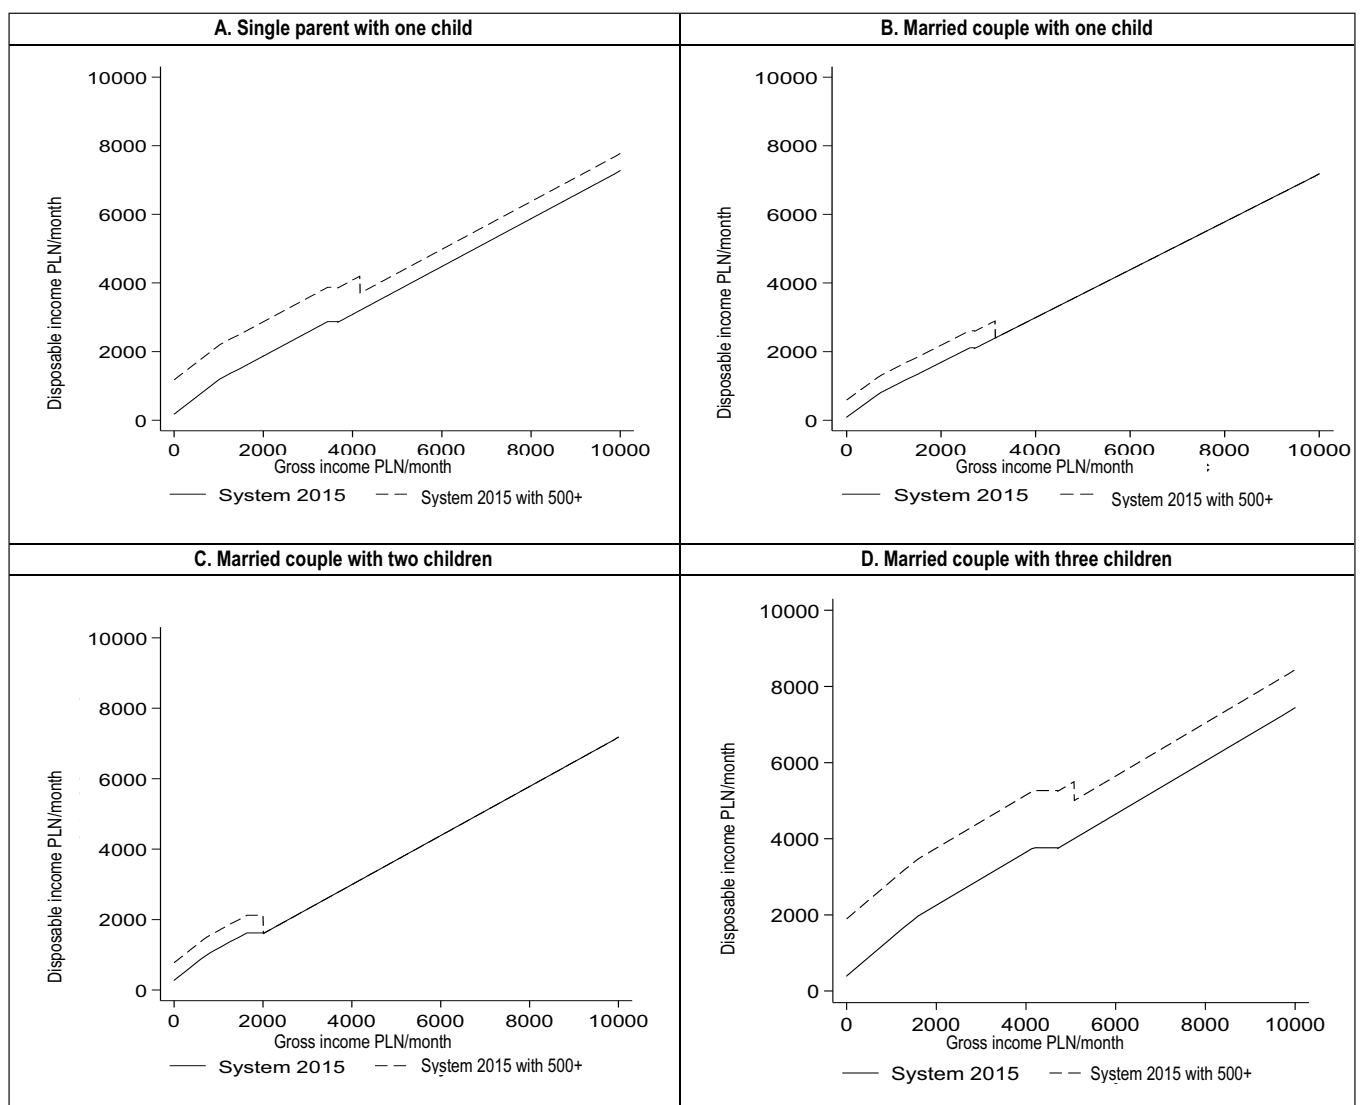 A. Single parent with one child
B. Married couple with one child
10000
8000
6000
4000
2000
0
Disposable income PLN/month
0 2000 4000 6000 8000 10000
Gross income PLN/month
System 2015 System 2015 with 500+
10000
8000
6000
4000
2000
0
Disposable income PLN/month
0 2000 4000 6000 8000 10000
Gross income PLN/month
System 2015 System 2015 with 500+
C. Married couple with two children
D. Married couple with three children
10000
8000
6000
4000
2000
0
Disposable income PLN/month
0 2000 4000 6000 8000 10000
Gross income PLN/month
System 2015 System 2015 with 500+
10000
8000
6000
4000
2000
0
Disposable income PLN/month
0 2000 4000 6000 8000 10000
Gross income PLN/month
System 2015 System 2015 with 500+